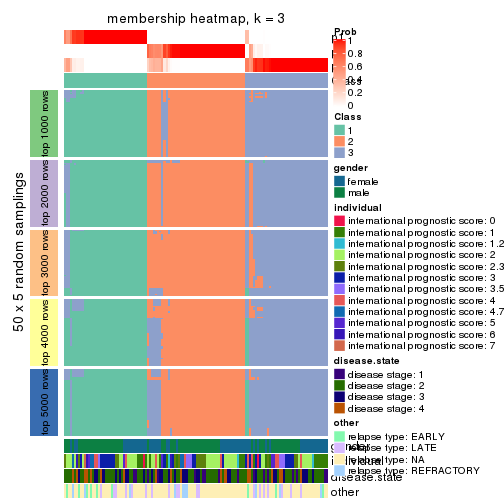 membership heatmap, k = 3
50 x 5 random samplings
top 1000 rows
top 2000 rows
top 3000 rows
top 4000 rows
top 5000 rows
Prob
1
0.8
0.6
0.4
0.2
0
Class
1
2
3
gender
female
male
individual
international prognostic score: 0
international prognostic score: 1
international prognostic score: 1.2
international prognostic score: 2
international prognostic score: 2.3
international prognostic score: 3
international prognostic score: 3.5
international prognostic score: 4
international prognostic score: 4.7
international prognostic score: 5
international prognostic score: 6
international prognostic score: 7
disease.state
disease stage: 1
disease stage: 2
disease stage: 3
disease stage: 4
other
relapse type: EARLY
relapse type: LATE
relapse type: NA
relapse type: REFRACTORY
gender
individual
disease.state
other